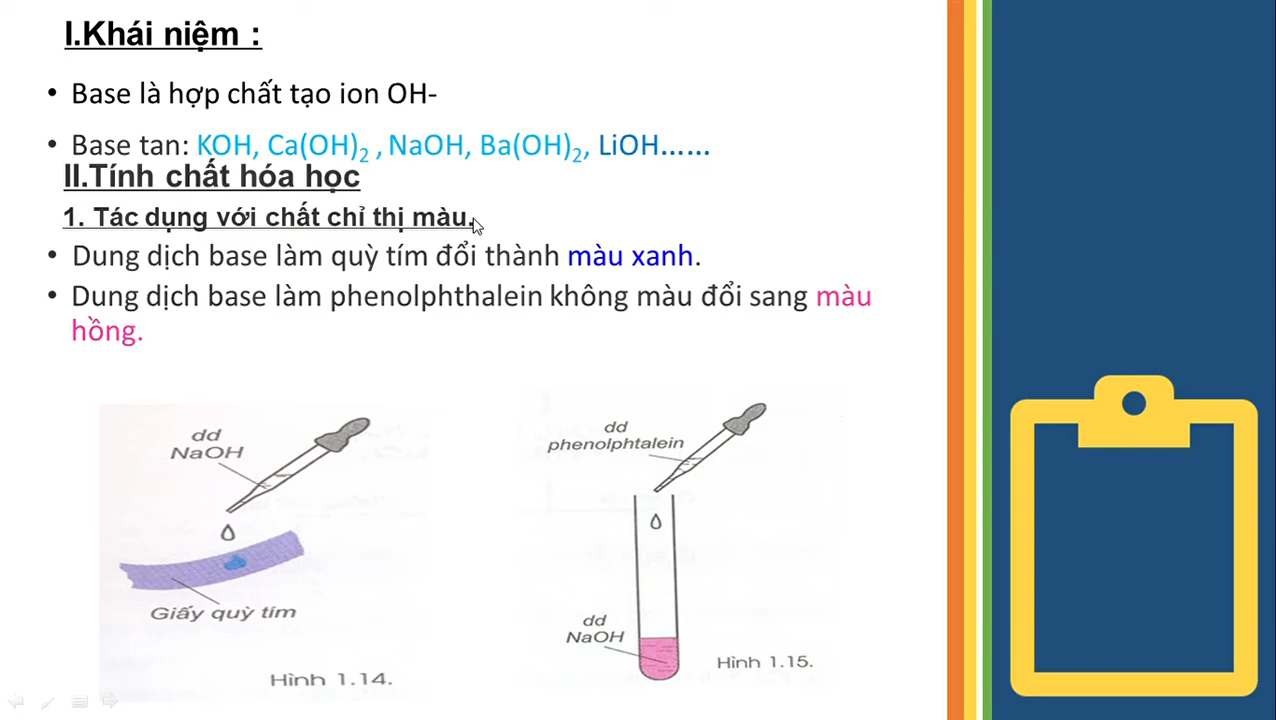 I.Khái niệm :
• Base là hợp chất tạo ion OH-
• Base tan: KOH, Ca(OH)₂ , NaOH, Ba(OH)₂, LiOH……
II.Tính chất hóa học
1. Tác dụng với chất chỉ thị màu.
• Dung dịch base làm quỳ tím đổi thành màu xanh.
• Dung dịch base làm phenolphthalein không màu đổi sang màu
hồng.
dd
NaOH
Giấy quỳ tím
Hình 1.14.
dd
phenolphtalein
dd
NaOH
Hình 1.15.